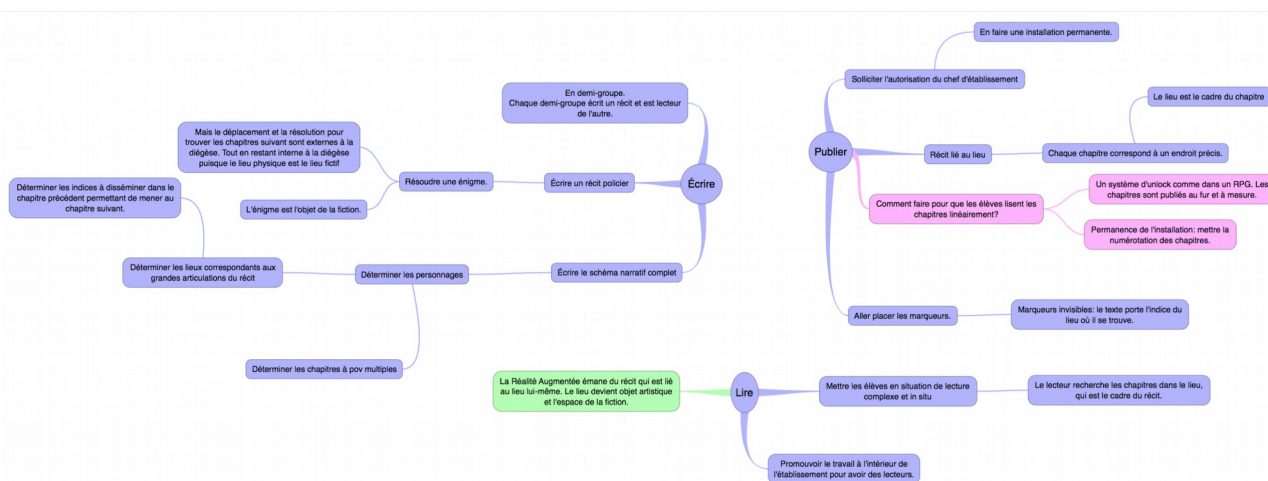 En demi-groupe.
Chaque demi-groupe écrit un récit et est lecteur
de l'autre.
Mais le déplacement et la résolution pour
trouver les chapitres suivant sont externes à la
diégèse. Tout en restant interne à la diégèse
puisque le lieu physique est le lieu fictif
Déterminer les indices à disséminer dans le
chapitre précédent permettant de mener au
chapitre suivant.
Résoudre une énigme.
Écrire un récit policier
Écrire
L'énigme est l'objet de la fiction.
Déterminer les lieux correspondants aux
grandes articulations du récit
Déterminer les personnages
Écrire le schéma narratif complet
Déterminer les chapitres à pov multiples
En faire une installation permanente.
Solliciter l'autorisation du chef d'établissement
Le lieu est le cadre du chapitre
Publier
Récit lié au lieu
Chaque chapitre correspond à un endroit précis.
Comment faire pour que les élèves lisent les
chapitres linéairement?
Un système d'unlock comme dans un RPG. Les
chapitres sont publiés au fur et à mesure.
Permanence de l'installation: mettre la
numérotation des chapitres.
Aller placer les marqueurs.
Marqueurs invisibles: le texte porte l'indice du
lieu où il se trouve.
La Réalité Augmentée émane du récit qui est lié
au lieu lui-même. Le lieu devient objet artistique
et l'espace de la fiction.
Lire
Mettre les élèves en situation de lecture
complexe et in situ
Le lecteur recherche les chapitres dans le lieu,
qui est le cadre du récit.
Promouvoir le travail à l'intérieur de
l'établissement pour avoir des lecteurs.